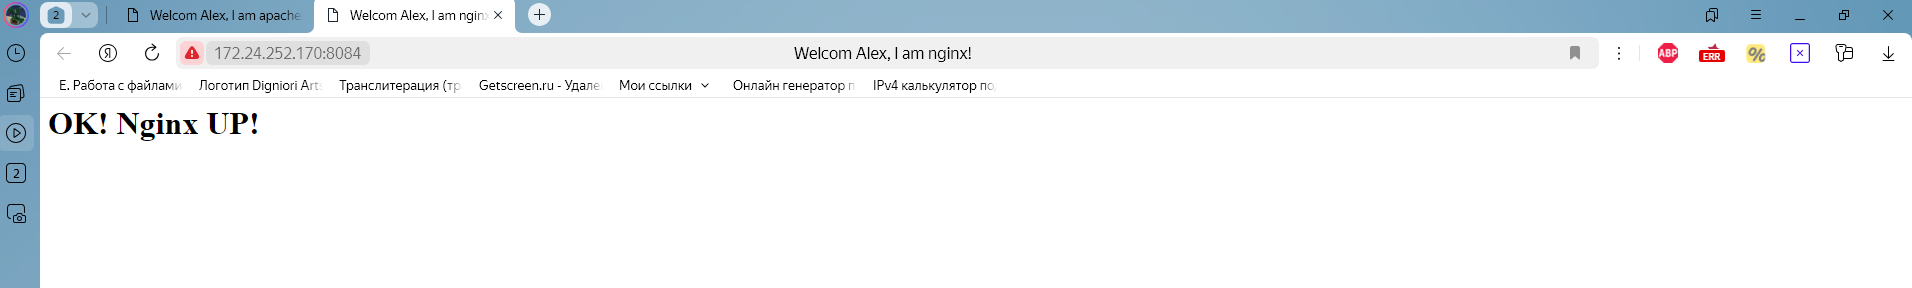 2
Welcom Alex, I am apache
Welcom Alex, I am nginx
Я
172.24.252.170:8084
Welcom Alex, I am nginx!
ABP
ERR
%
Е. Работа с файлами
Логотип Digniori Arts
Транслитерация (тр
Getscreen.ru - Удале
Мои ссылки
Онлайн генератор п
IPv4 калькулятор по
OK! Nginx UP!
2